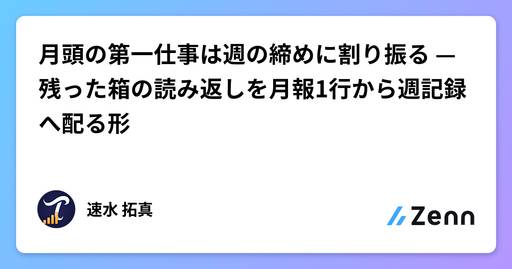 月頭の第一仕事は週の締めに割り振る —
残った箱の読み返しを月報1行から週記録
へ配る形
速水 拓真
Zenn